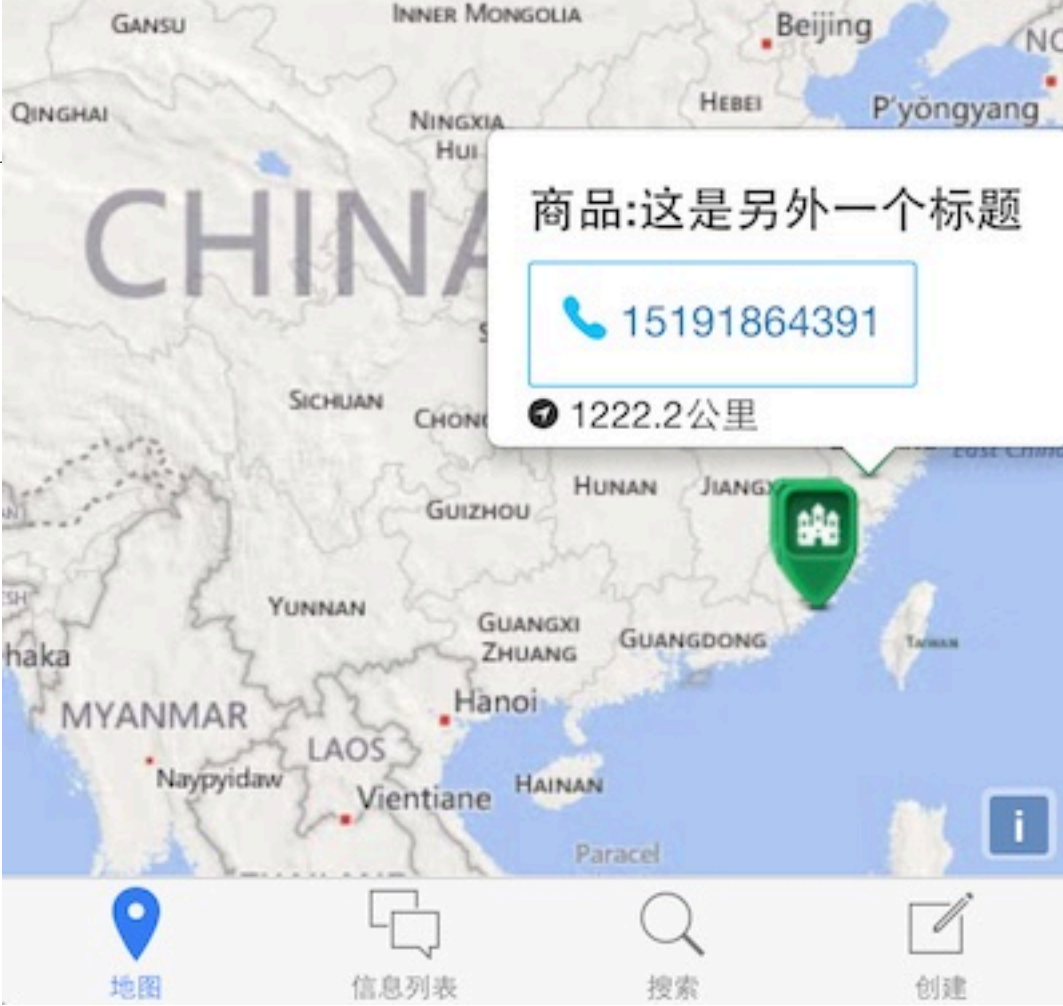 GANSU
INNER MONGOLIA
Beijing
QINGHAI
NINGXIA
HUI
HEBEI
P'yŏngyang
CHINA
商品:这是另外一个标题
15191864391
1222.2公里
SICHUAN
GUIZHOU
HUNAN
YUNNAN
GUANGXI
ZHUANG
GUANGDONG
TAIWAN
MYANMAR
Hanoi
LAOS
Naypyidaw
Vientiane
HAINAN
Paracel
i
地图
信息列表
搜索
创建